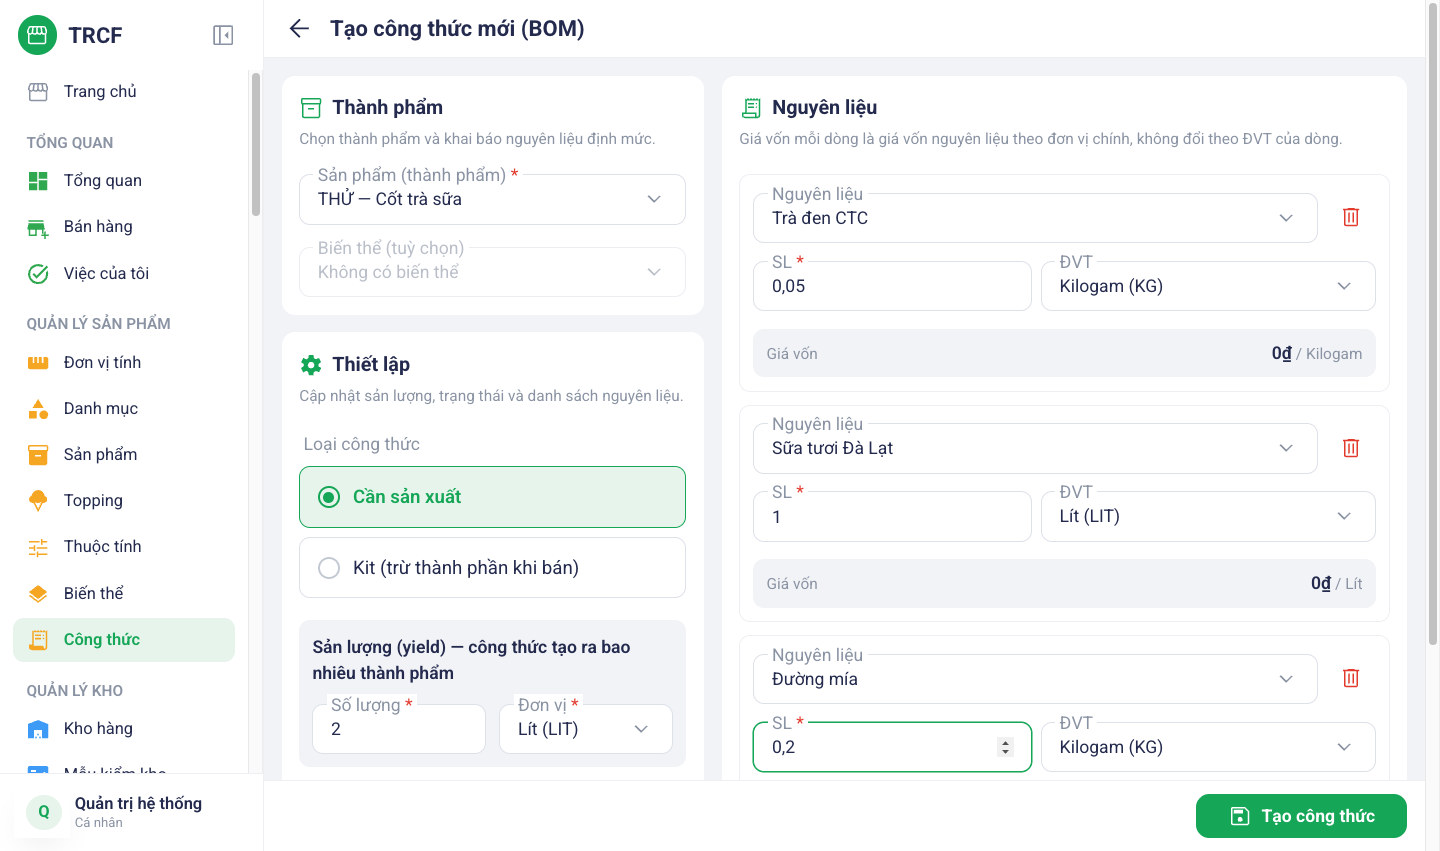 TRCF
Trang chủ
TỔNG QUAN
Tổng quan
Bán hàng
Việc của tôi
QUẢN LÝ SẢN PHẨM
Đơn vị tính
Danh mục
Sản phẩm
Topping
Thuộc tính
Biến thể
Công thức
QUẢN LÝ KHO
Kho hàng
Mẫu kiểm kho
Q
Quản trị hệ thống
Cá nhân
Tạo công thức mới (BOM)
Thành phẩm
Chọn thành phẩm và khai báo nguyên liệu định mức.
Sản phẩm (thành phẩm) *
THỬ — Cốt trà sữa
Biến thể (tuỳ chọn)
Không có biến thể
Thiết lập
Cập nhật sản lượng, trạng thái và danh sách nguyên liệu.
Loại công thức
Cần sản xuất
Kit (trừ thành phần khi bán)
Sản lượng (yield) — công thức tạo ra bao
nhiêu thành phẩm
Số lượng *
2
Đơn vị *
Lít (LIT)
Nguyên liệu
Giá vốn mỗi dòng là giá vốn nguyên liệu theo đơn vị chính, không đổi theo ĐVT của dòng.
Nguyên liệu
Trà đen CTC
SL *
0,05
ĐVT
Kilogam (KG)
Giá vốn
0₫ / Kilogam
Nguyên liệu
Sữa tươi Đà Lạt
SL *
1
ĐVT
Lít (LIT)
Giá vốn
0₫ / Lít
Nguyên liệu
Đường mía
SL *
0,2
ĐVT
Kilogam (KG)
Tạo công thức